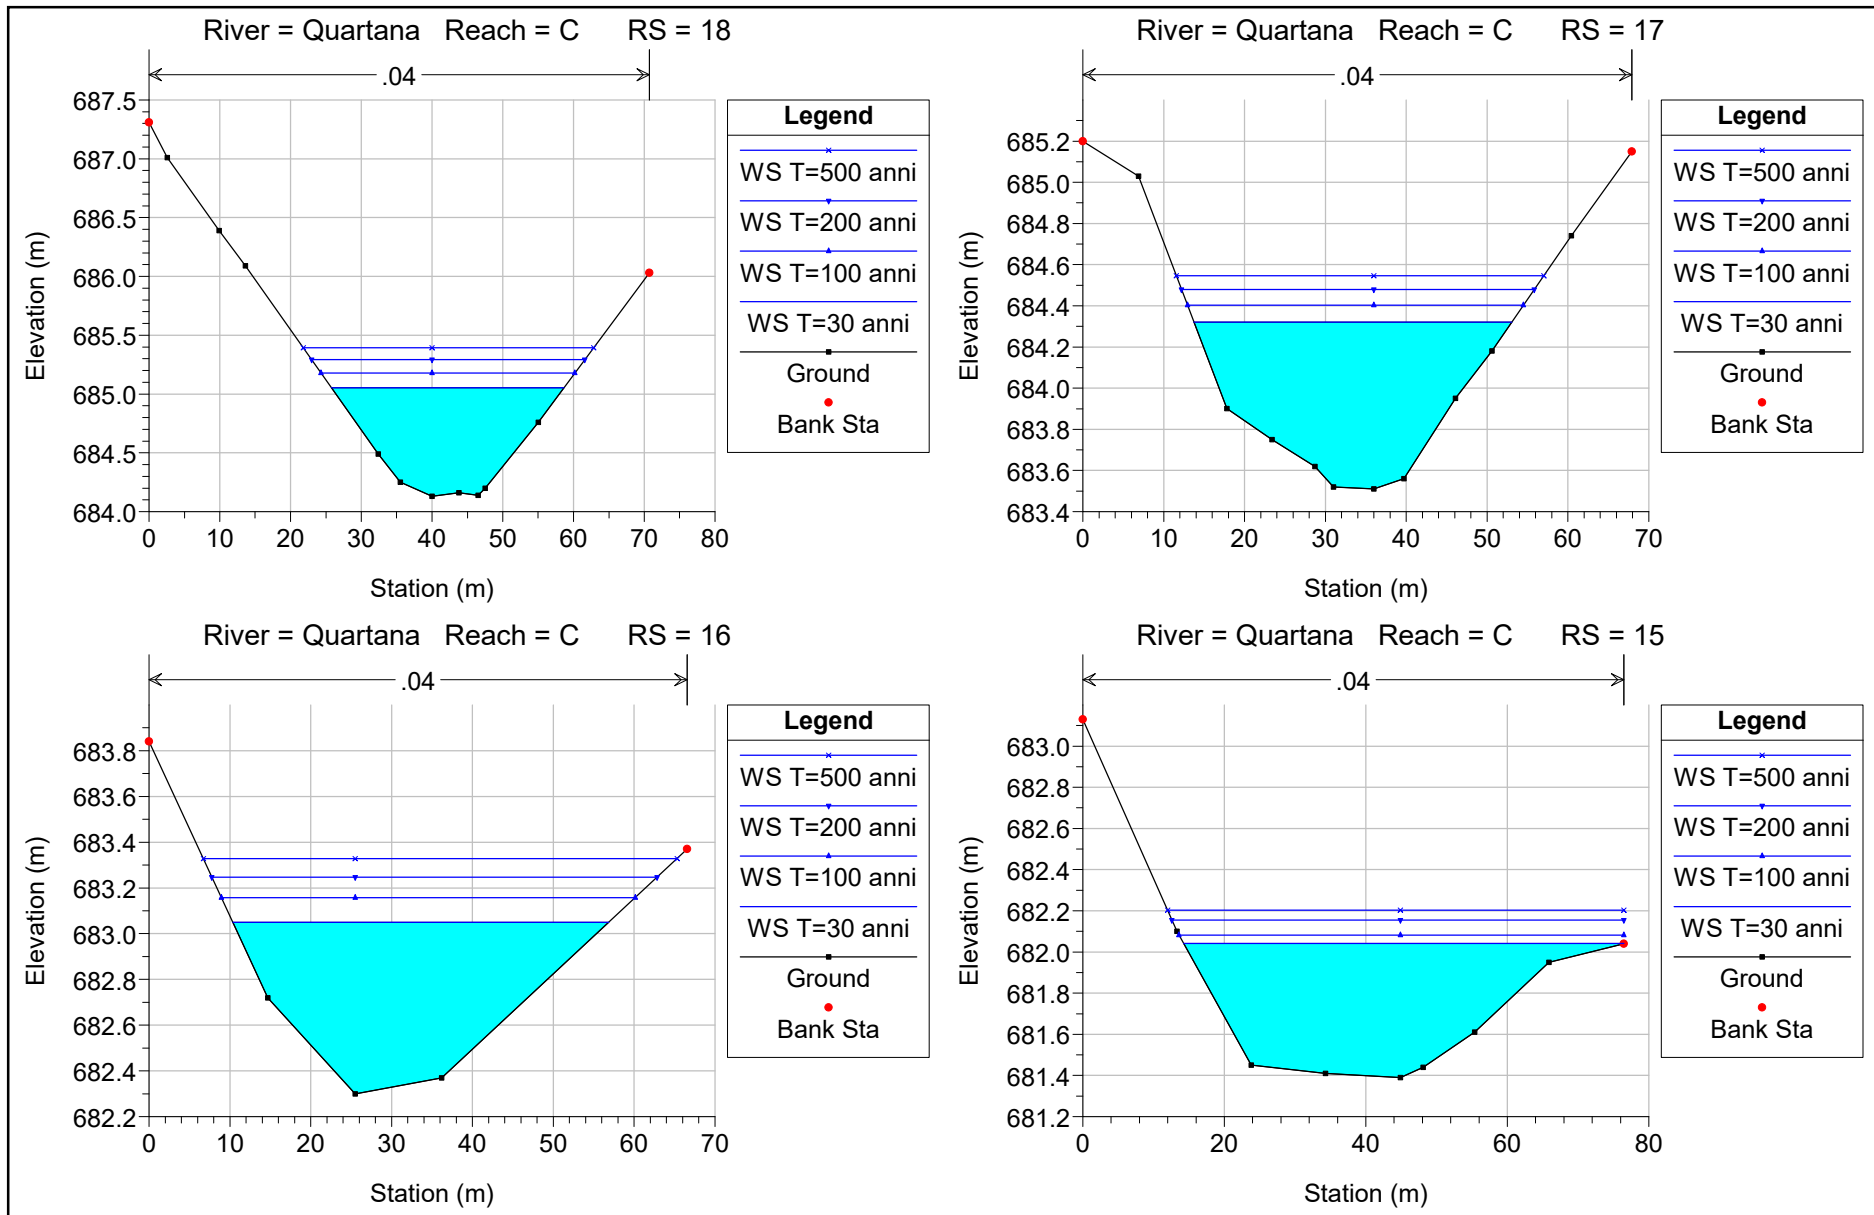 River = Quartana Reach = C RS = 18
.04
687.5
687.0
686.5
686.0
685.5
685.0
684.5
684.0
0 10 20 30 40 50 60 70 80
Elevation (m)
Station (m)
Legend
WS T=500 anni
WS T=200 anni
WS T=100 anni
WS T=30 anni
Ground
Bank Sta
River = Quartana Reach = C RS = 17
.04
685.2
685.0
684.8
684.6
684.4
684.2
684.0
683.8
683.6
683.4
0 10 20 30 40 50 60 70
Elevation (m)
Station (m)
Legend
WS T=500 anni
WS T=200 anni
WS T=100 anni
WS T=30 anni
Ground
Bank Sta
River = Quartana Reach = C RS = 16
.04
683.8
683.6
683.4
683.2
683.0
682.8
682.6
682.4
682.2
0 10 20 30 40 50 60 70
Elevation (m)
Station (m)
Legend
WS T=500 anni
WS T=200 anni
WS T=100 anni
WS T=30 anni
Ground
Bank Sta
River = Quartana Reach = C RS = 15
.04
683.0
682.8
682.6
682.4
682.2
682.0
681.8
681.6
681.4
681.2
0 20 40 60 80
Elevation (m)
Station (m)
Legend
WS T=500 anni
WS T=200 anni
WS T=100 anni
WS T=30 anni
Ground
Bank Sta